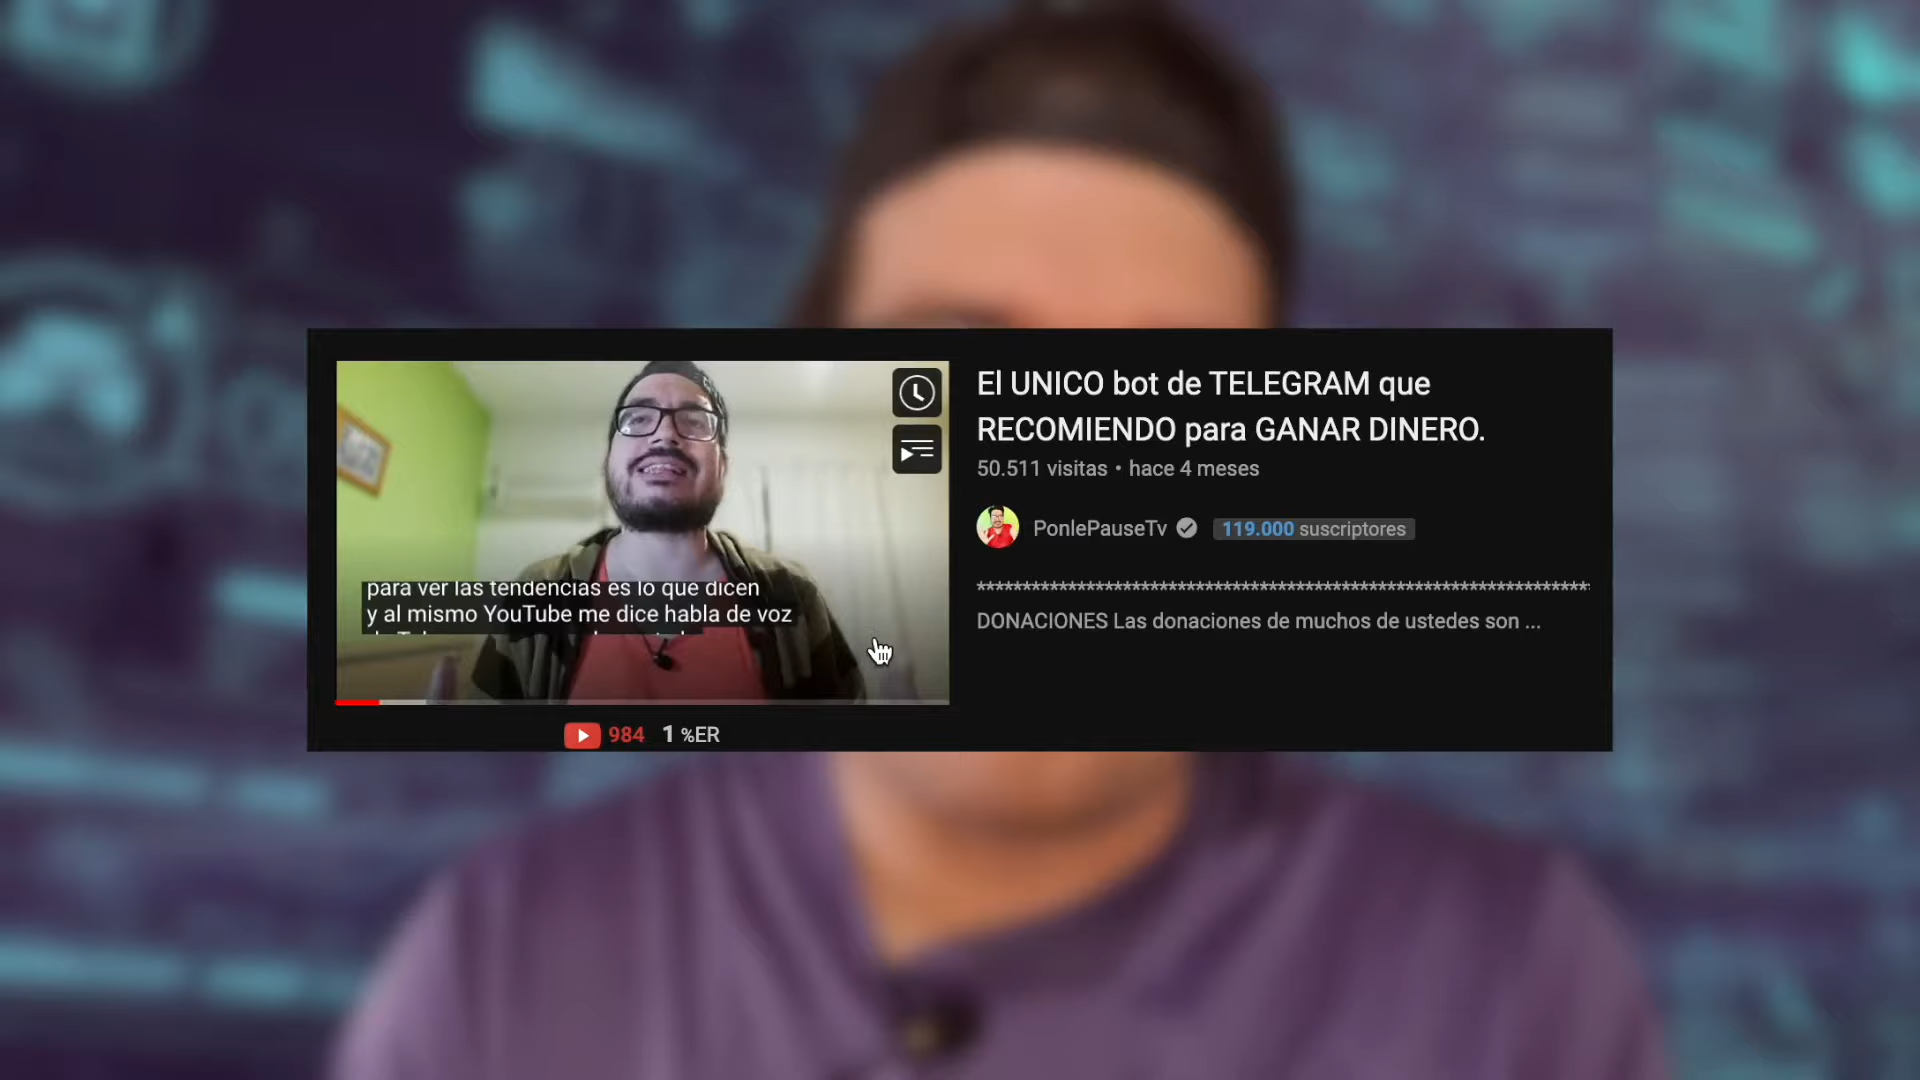 El UNICO bot de TELEGRAM que
RECOMIENDO para GANAR DINERO.
50.511 visitas • hace 4 meses
PonlePauseTv
119.000 suscriptores
********************************************************************
DONACIONES Las donaciones de muchos de ustedes son ...
para ver las tendencias es lo que dicen
y al mismo YouTube me dice habla de voz
984 1 %ER